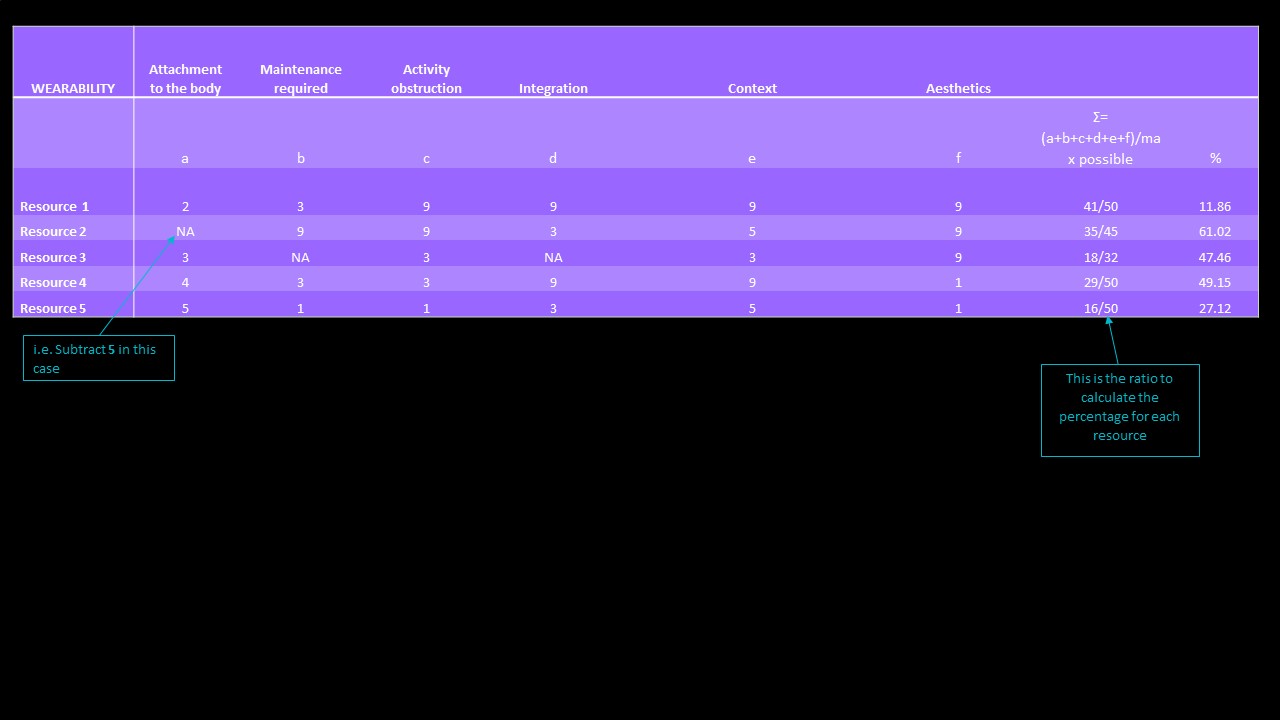 WEARABILITY Attachment to the body Maintenance required Activity obstruction Integration Context Aesthetics
a b c d e f Σ= (a+b+c+d+e+f)/max possible %
Resource 1 2 3 9 9 9 9 41/50 11.86
Resource 2 NA 9 9 3 5 9 35/45 61.02
Resource 3 3 NA 3 NA 3 9 18/32 47.46
Resource 4 4 3 3 9 9 1 29/50 49.15
Resource 5 5 1 1 3 5 1 16/50 27.12
i.e. Subtract 5 in this
case
This is the ratio to
calculate the
percentage for each
resource